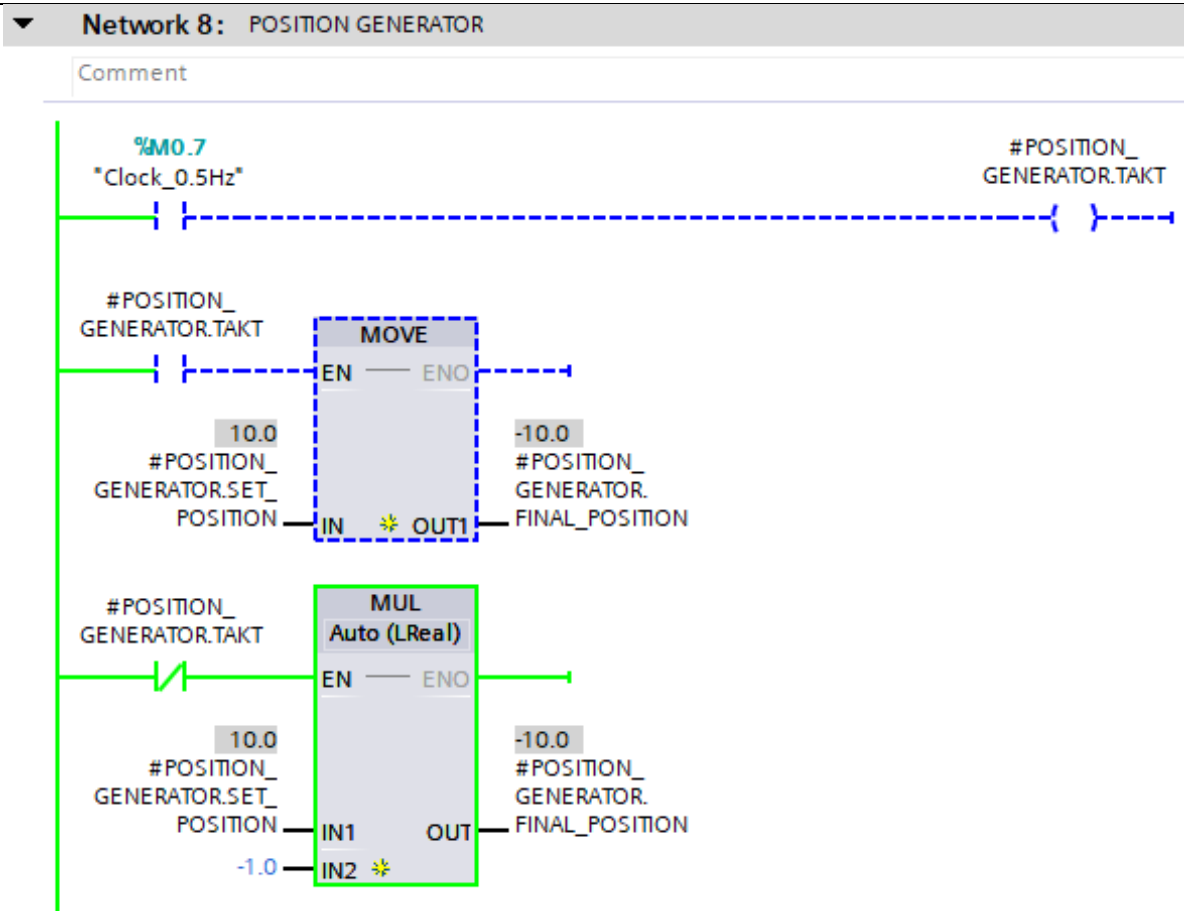 Network 8: POSITION GENERATOR
Comment
%M0.7
"Clock_0.5Hz"
#POSITION_
GENERATOR.TAKT
#POSITION_
GENERATOR.TAKT
MOVE
EN
ENO
10.0
#POSITION_
GENERATOR.SET_
POSITION
IN
OUT1
-10.0
#POSITION_
GENERATOR.
FINAL_POSITION
#POSITION_
GENERATOR.TAKT
MUL
Auto (LReal)
EN
ENO
10.0
#POSITION_
GENERATOR.SET_
POSITION
IN1
-1.0
IN2
OUT
-10.0
#POSITION_
GENERATOR.
FINAL_POSITION